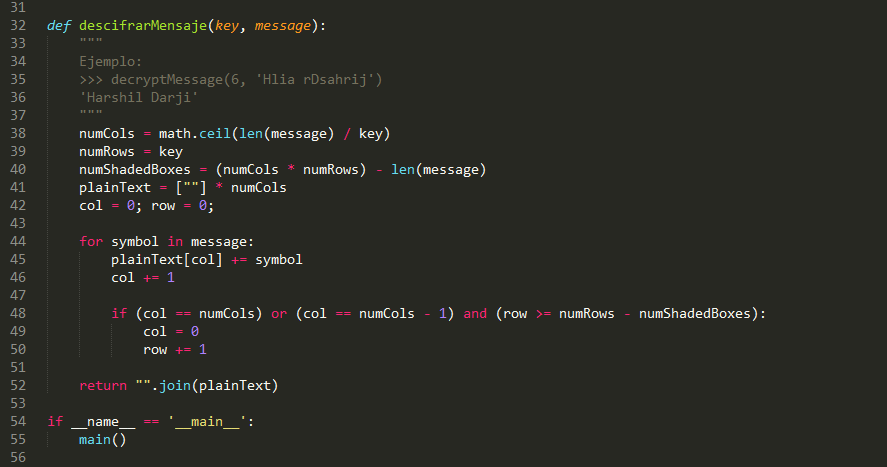 31
32 def descifrarMensaje(key, message):
33     """
34     Ejemplo:
35     >>> decryptMessage(6, 'Hlia rDsahrij')
36     'Harshil Darji'
37     """
38     numCols = math.ceil(len(message) / key)
39     numRows = key
40     numShadedBoxes = (numCols * numRows) - len(message)
41     plainText = [""] * numCols
42     col = 0; row = 0;
43
44     for symbol in message:
45         plainText[col] += symbol
46         col += 1
47
48         if (col == numCols) or (col == numCols - 1) and (row >= numRows - numShadedBoxes):
49             col = 0
50             row += 1
51
52     return "".join(plainText)
53
54 if __name__ == '__main__':
55     main()
56